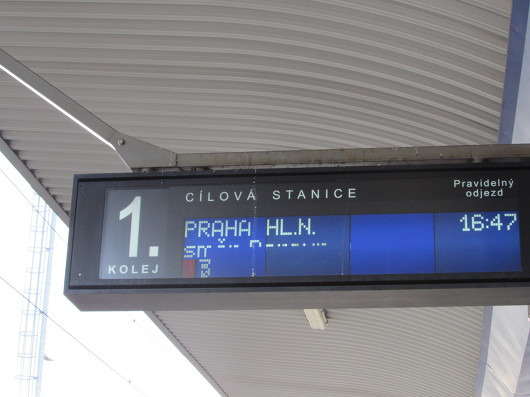 CÍLOVÁ STANICE
Pravidelný
odjezd
1.
KOLEJ
PRAHA HL.N. 16:47